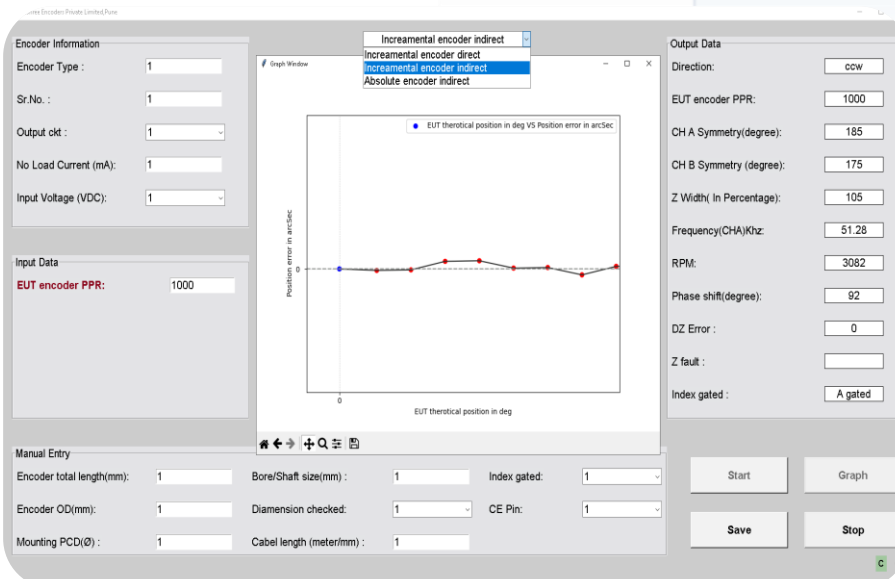 Encoders Private Limited,Pune
Increamental encoder indirect
Increamental encoder direct
Increamental encoder indirect
Absolute encoder indirect
Encoder Information
Encoder Type : 1
Sr.No. : 1
Output ckt : 1
No Load Current (mA): 1
Input Voltage (VDC): 1
Input Data
EUT encoder PPR: 1000
Graph Window
EUT therotical position in deg VS Position error in arcSec
Position error in arcSec
0
0
EUT therotical position in deg
Output Data
Direction: ccw
EUT encoder PPR: 1000
CH A Symmetry(degree): 185
CH B Symmetry (degree): 175
Z Width( In Percentage): 105
Frequency(CHA)Khz: 51.28
RPM: 3082
Phase shift(degree): 92
DZ Error : 0
Z fault :
Index gated : A gated
Manual Entry
Encoder total length(mm): 1 Bore/Shaft size(mm) : 1 Index gated: 1
Encoder OD(mm): 1 Diamension checked: 1 CE Pin: 1
Mounting PCD(Ø) 1 Cabel length (meter/mm) : 1
Start Graph
Save Stop
C